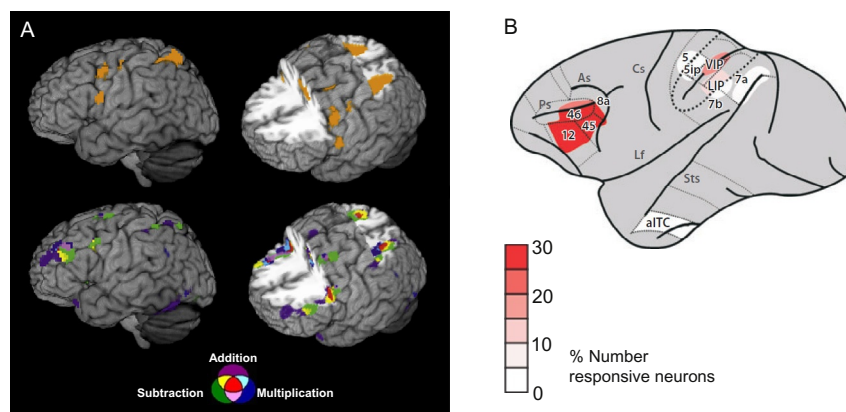 A
Addition
Subtraction
Multiplication
B
5
5ip
VIP
LIP
7a
7b
Cs
As
Ps
8a
46
45
12
Lf
Sts
aITC
30
20
10
0
% Number
responsive neurons